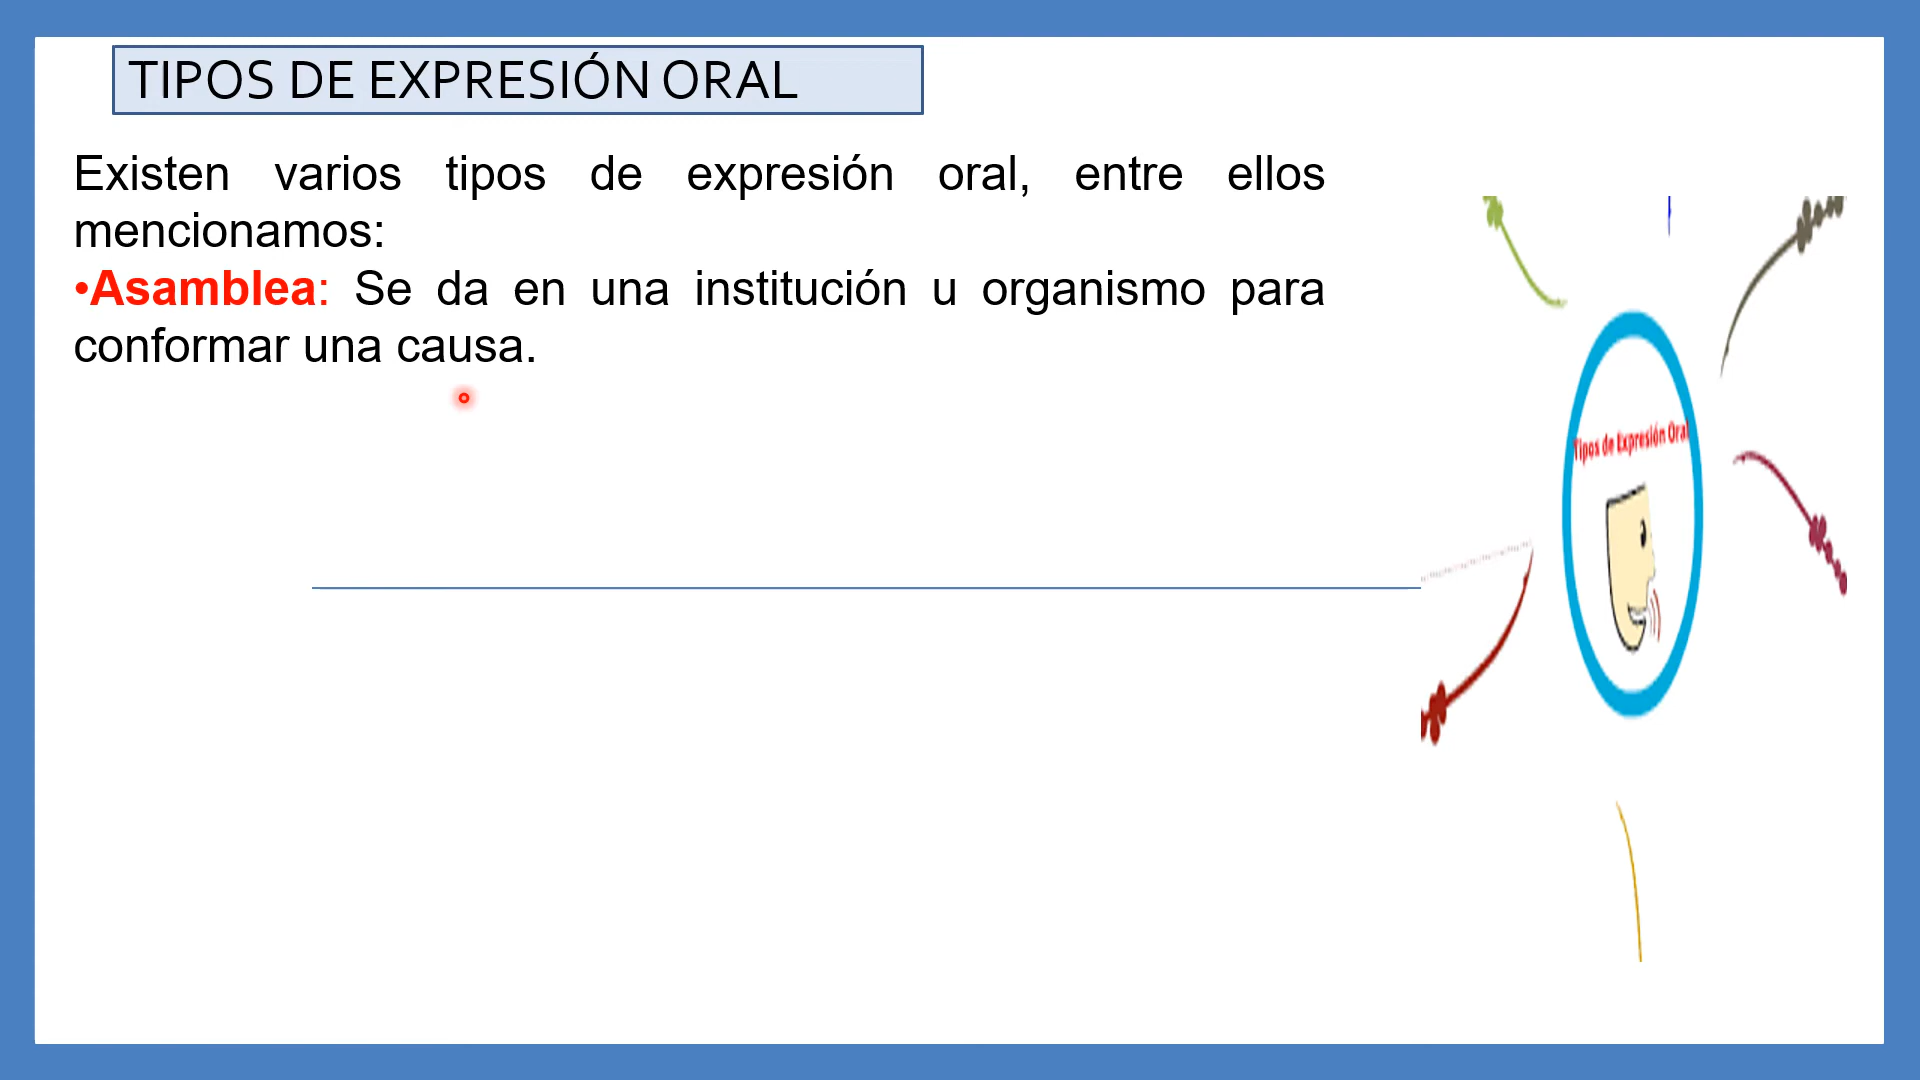 TIPOS DE EXPRESIÓN ORAL
Existen varios tipos de expresión oral, entre ellos
mencionamos:
•Asamblea: Se da en una institución u organismo para
conformar una causa.
Tipos de Expresión Oral